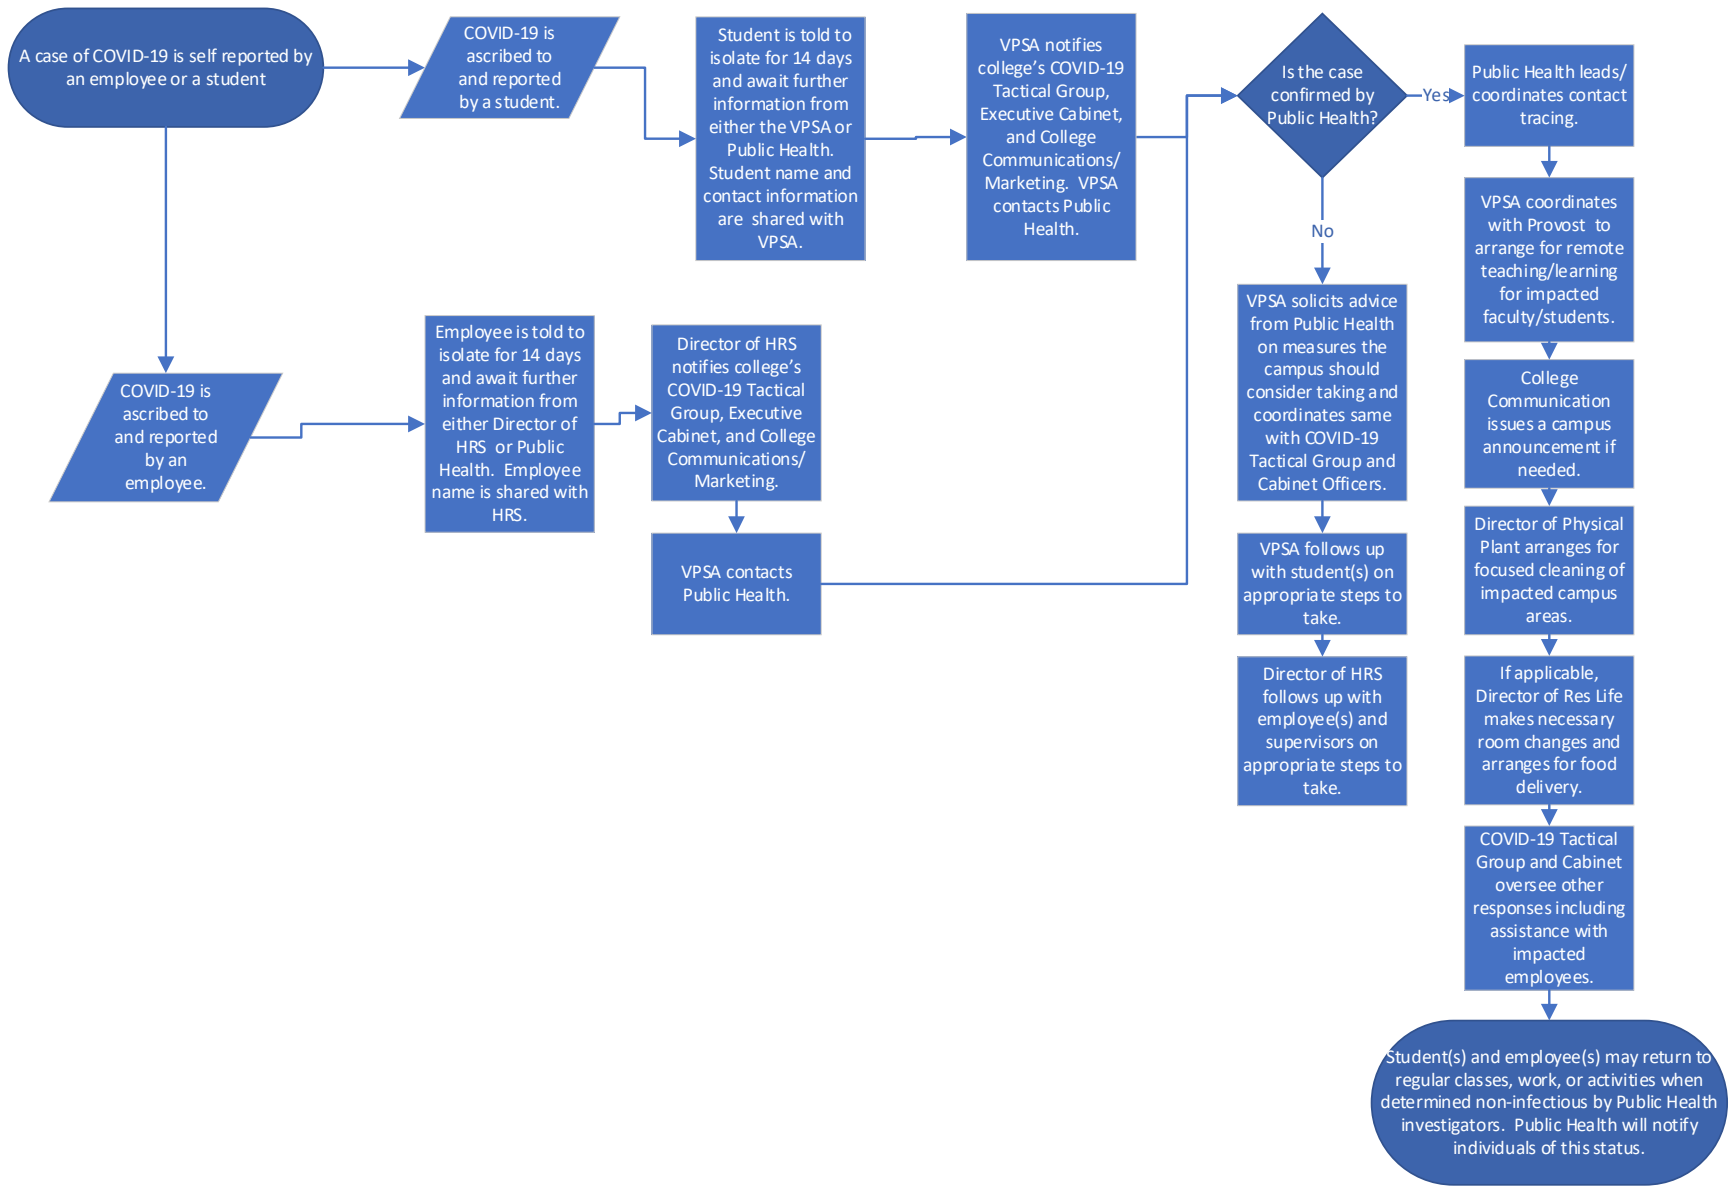 A case of COVID-19 is self reported by
an employee or a student
COVID-19 is
ascribed to
and reported
by a student.
Student is told to
isolate for 14 days
and await further
information from
either the VPSA or
Public Health.
Student name and
contact information
are shared with
VPSA.
VPSA notifies
college's COVID-19
Tactical Group,
Executive Cabinet,
and College
Communications/
Marketing. VPSA
contacts Public
Health.
Is the case
confirmed by
Public Health?
Yes
No
Public Health leads/
coordinates contact
tracing.
VPSA coordinates
with Provost to
arrange for remote
teaching/learning
for impacted
faculty/students.
College
Communication
issues a campus
announcement if
needed.
Director of Physical
Plant arranges for
focused cleaning of
impacted campus
areas.
If applicable,
Director of Res Life
makes necessary
room changes and
arranges for food
delivery.
COVID-19 Tactical
Group and Cabinet
oversee other
responses including
assistance with
impacted
employees.
Student(s) and employee(s) may return to
regular classes, work, or activities when
determined non-infectious by Public Health
investigators. Public Health will notify
individuals of this status.
VPSA solicits advice
from Public Health
on measures the
campus should
consider taking and
coordinates same
with COVID-19
Tactical Group and
Cabinet Officers.
VPSA follows up
with student(s) on
appropriate steps to
take.
Director of HRS
follows up with
employee(s) and
supervisors on
appropriate steps to
take.
COVID-19 is
ascribed to
and reported
by an
employee.
Employee is told to
isolate for 14 days
and await further
information from
either Director of
HRS or Public
Health. Employee
name is shared with
HRS.
Director of HRS
notifies college's
COVID-19 Tactical
Group, Executive
Cabinet, and College
Communications/
Marketing.
VPSA contacts
Public Health.